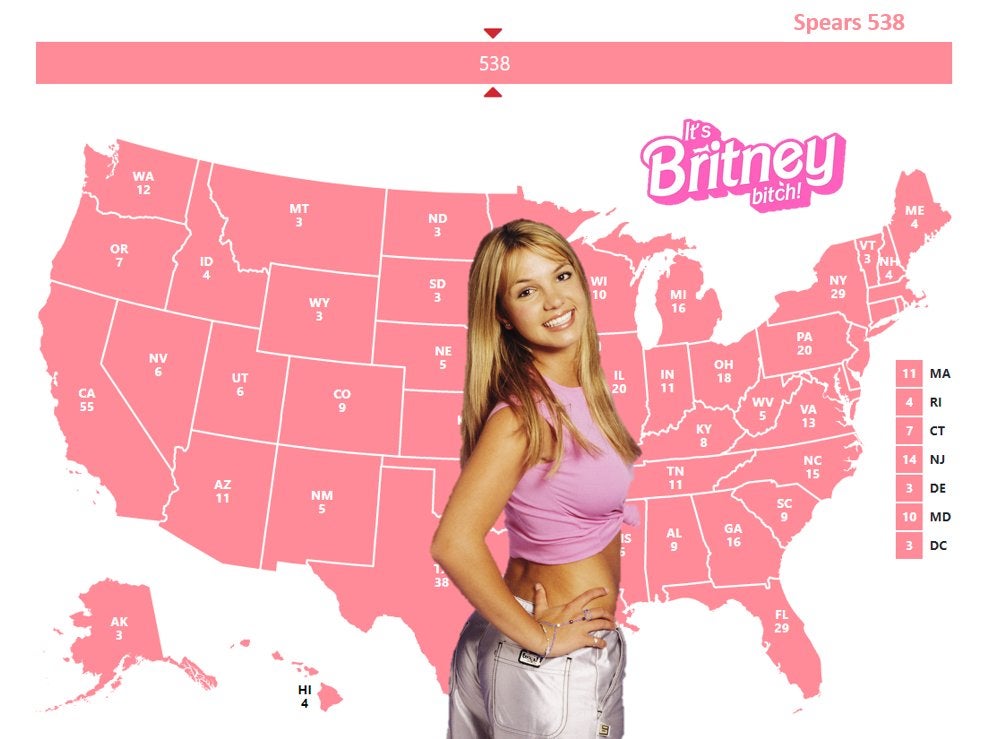 Spears 538
538
It's
Britney
bitch!
WA
12
OR
7
ID
4
MT
3
ND
3
SD
3
WY
3
NE
5
NV
6
UT
6
CO
9
CA
55
AZ
11
NM
5
38
WI
10
MI
16
IL
20
IN
11
OH
18
KY
8
WV
5
VA
13
PA
20
NY
29
VT
3
NH
4
ME
4
TN
11
NC
15
SC
9
GA
16
AL
9
FL
29
AK
3
HI
4
11 MA
4 RI
7 CT
14 NJ
3 DE
10 MD
3 DC